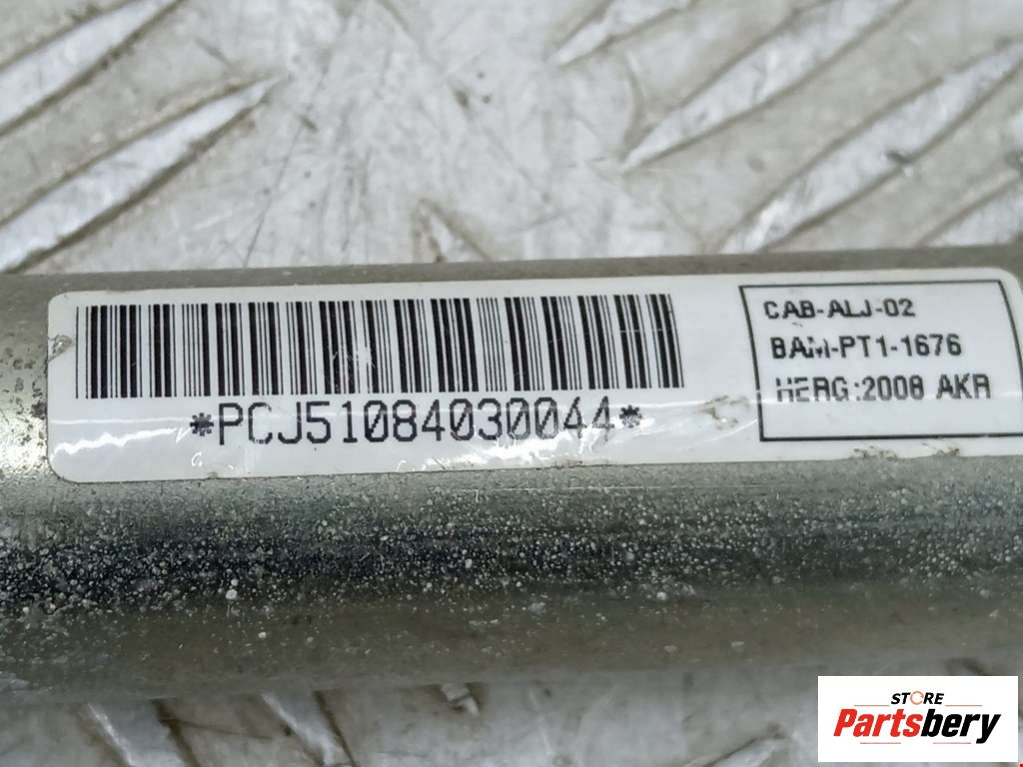 *PCJ51084030044*
CAB-ALJ-02
BAM-PT1-1676
HERG:2008 AKR
STORE
Partsbery